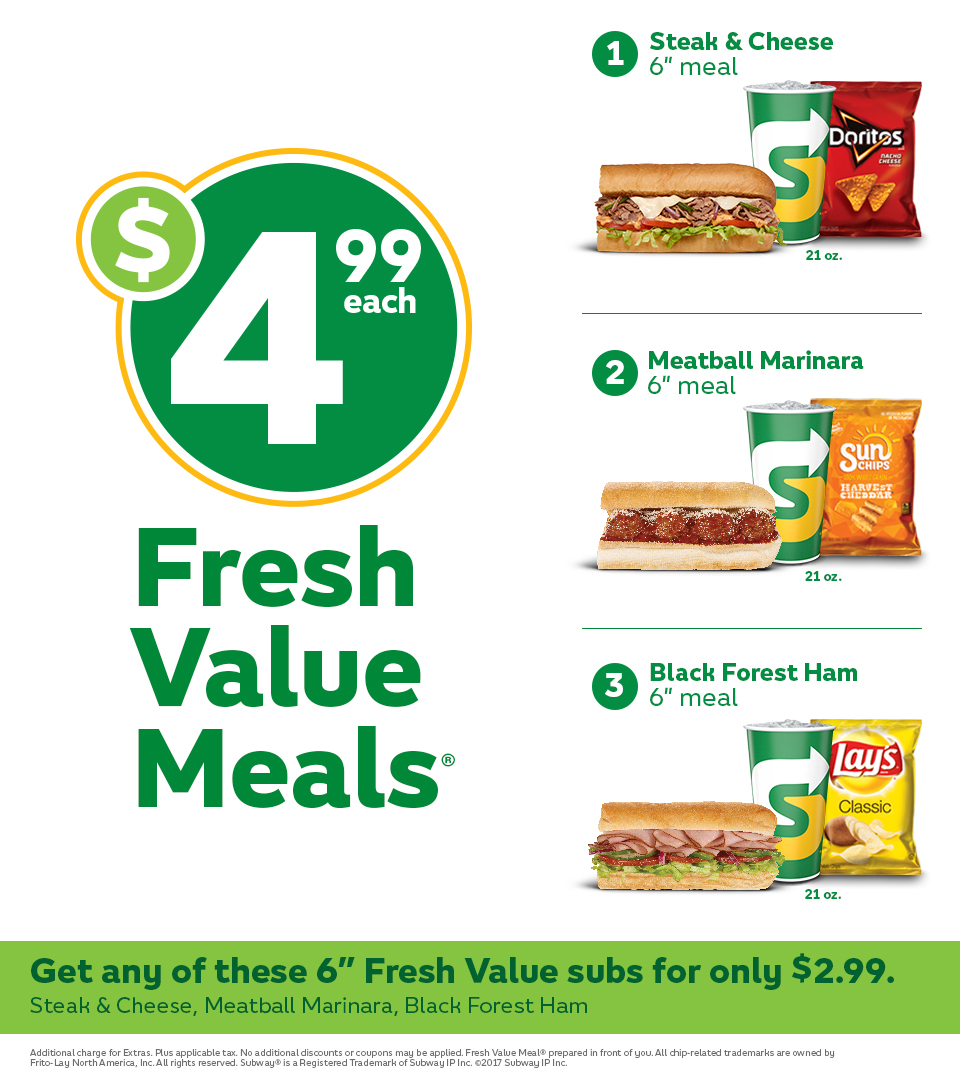 $4 99
each
Fresh
Value
Meals®
1 Steak & Cheese
6" meal
Doritos
NACHO
CHEESE
21 oz.
2 Meatball Marinara
6" meal
Sun
CHIPS
HARVEST
CHEDDAR
21 oz.
3 Black Forest Ham
6" meal
Lay's
Classic
21 oz.
Get any of these 6" Fresh Value subs for only $2.99.
Steak & Cheese, Meatball Marinara, Black Forest Ham
Additional charge for Extras. Plus applicable tax. No additional discounts or coupons may be applied. Fresh Value Meal® prepared in front of you. All chip-related trademarks are owned by
Frito-Lay North America, Inc. All rights reserved. Subway® is a Registered Trademark of Subway IP Inc. ©2017 Subway IP Inc.